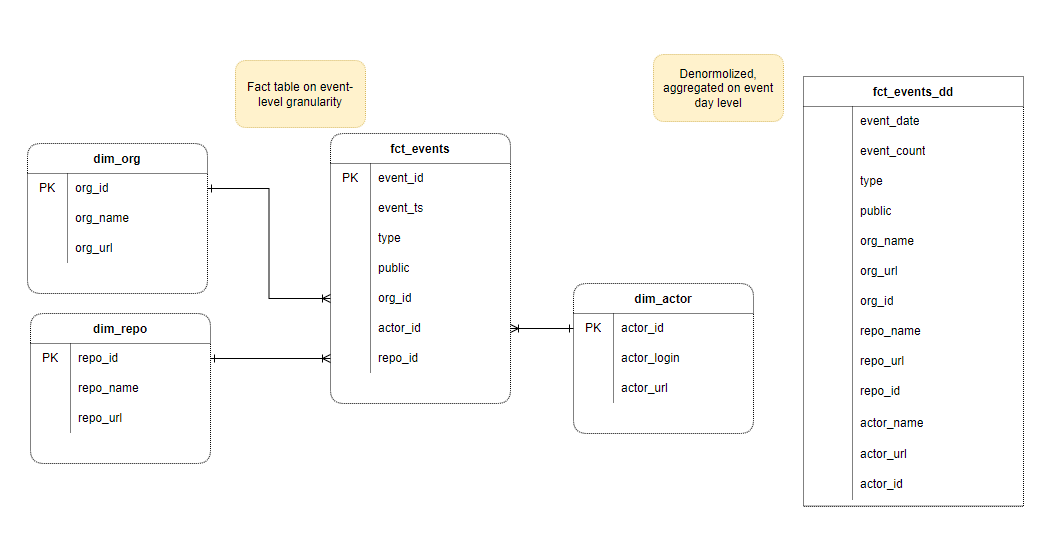 Fact table on event-
level granularity
Denormolized,
aggregated on event
day level
dim_org
PK org_id
org_name
org_url
dim_repo
PK repo_id
repo_name
repo_url
fct_events
PK event_id
event_ts
type
public
org_id
actor_id
repo_id
dim_actor
PK actor_id
actor_login
actor_url
fct_events_dd
event_date
event_count
type
public
org_name
org_url
org_id
repo_name
repo_url
repo_id
actor_name
actor_url
actor_id